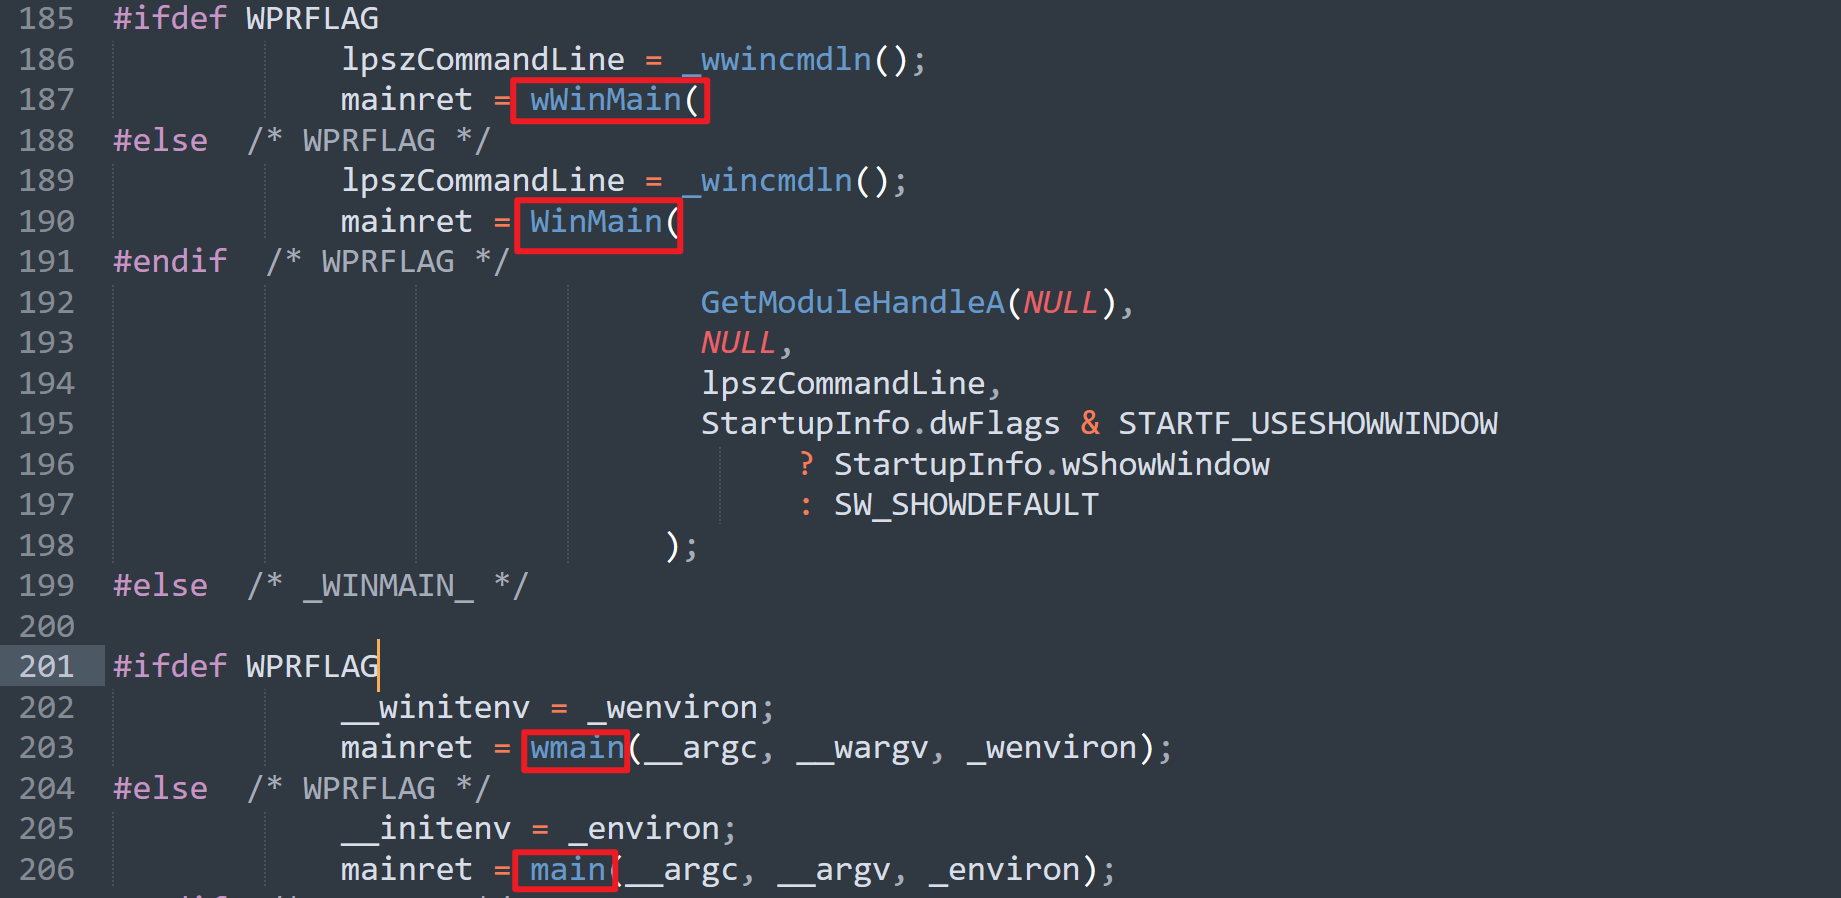 185 #ifdef WPRFLAG
186 lpszCommandLine = _wwincmdln();
187 mainret = wWinMain(
188 #else /* WPRFLAG */
189 lpszCommandLine = _wincmdln();
190 mainret = WinMain(
191 #endif /* WPRFLAG */
192 GetModuleHandleA(NULL),
193 NULL,
194 lpszCommandLine,
195 StartupInfo.dwFlags & STARTF_USESHOWWINDOW
196 ? StartupInfo.wShowWindow
197 : SW_SHOWDEFAULT
198 );
199 #else /* _WINMAIN_ */
200
201 #ifdef WPRFLAG
202 __winitenv = _wenviron;
203 mainret = wmain(__argc, __wargv, _wenviron);
204 #else /* WPRFLAG */
205 __initenv = _environ;
206 mainret = main(__argc, __argv, _environ);